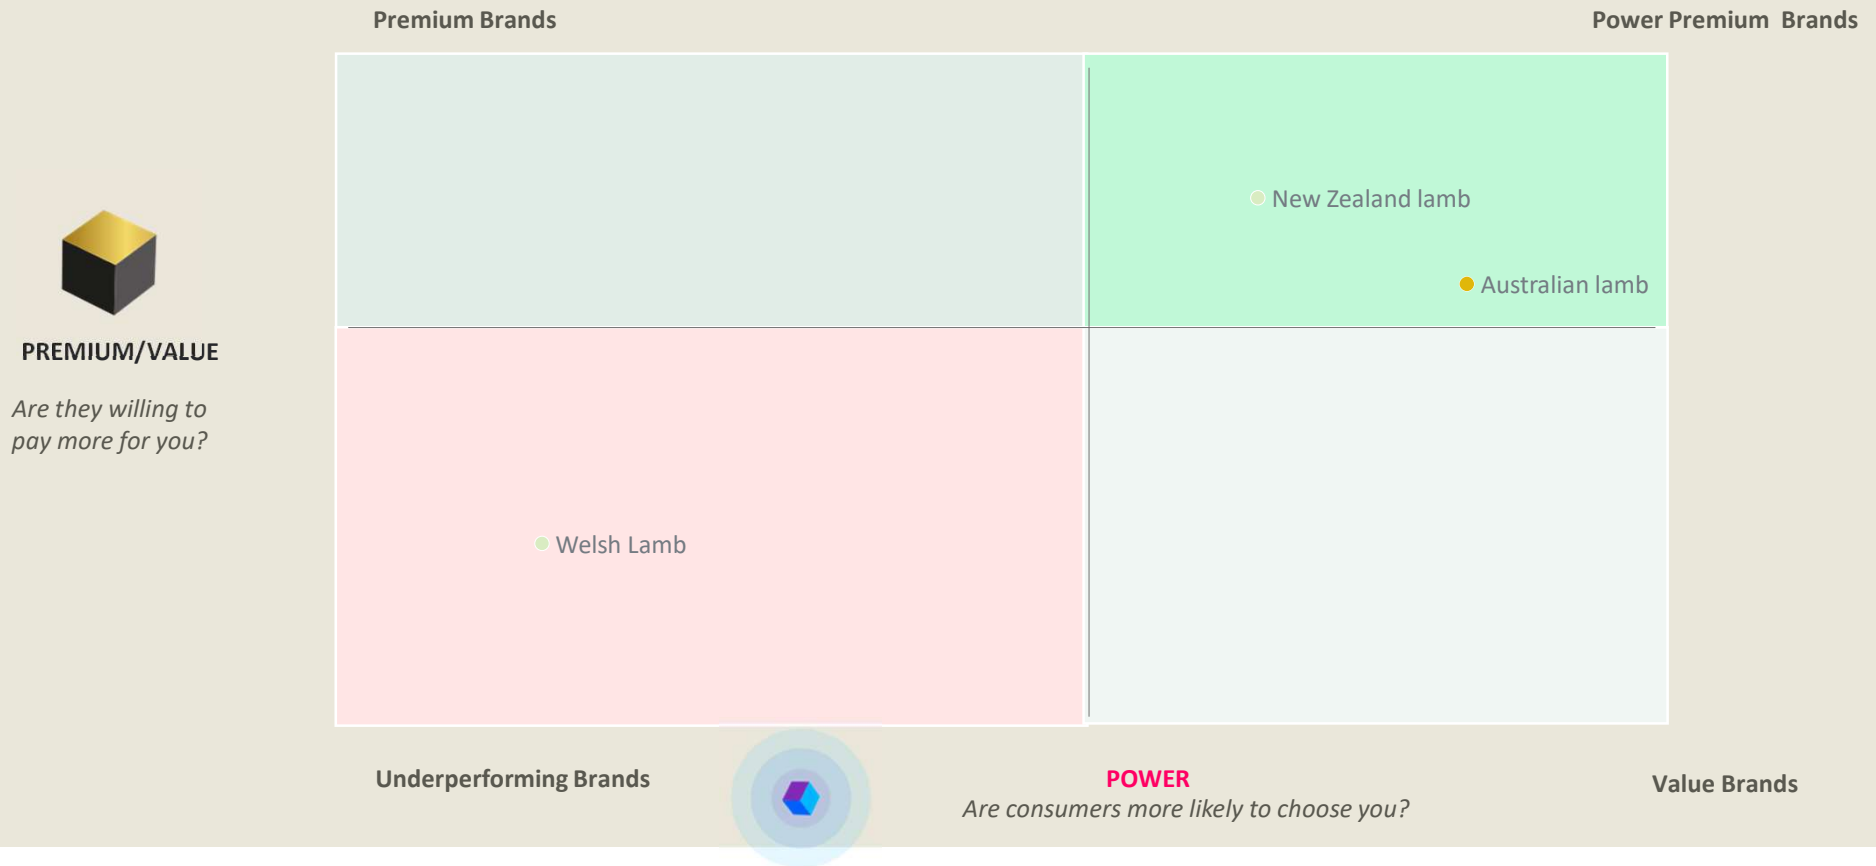 Premium Brands
Power Premium Brands
New Zealand lamb
Australian lamb
PREMIUM/VALUE
Are they willing to
pay more for you?
Welsh Lamb
Underperforming Brands
POWER
Are consumers more likely to choose you?
Value Brands